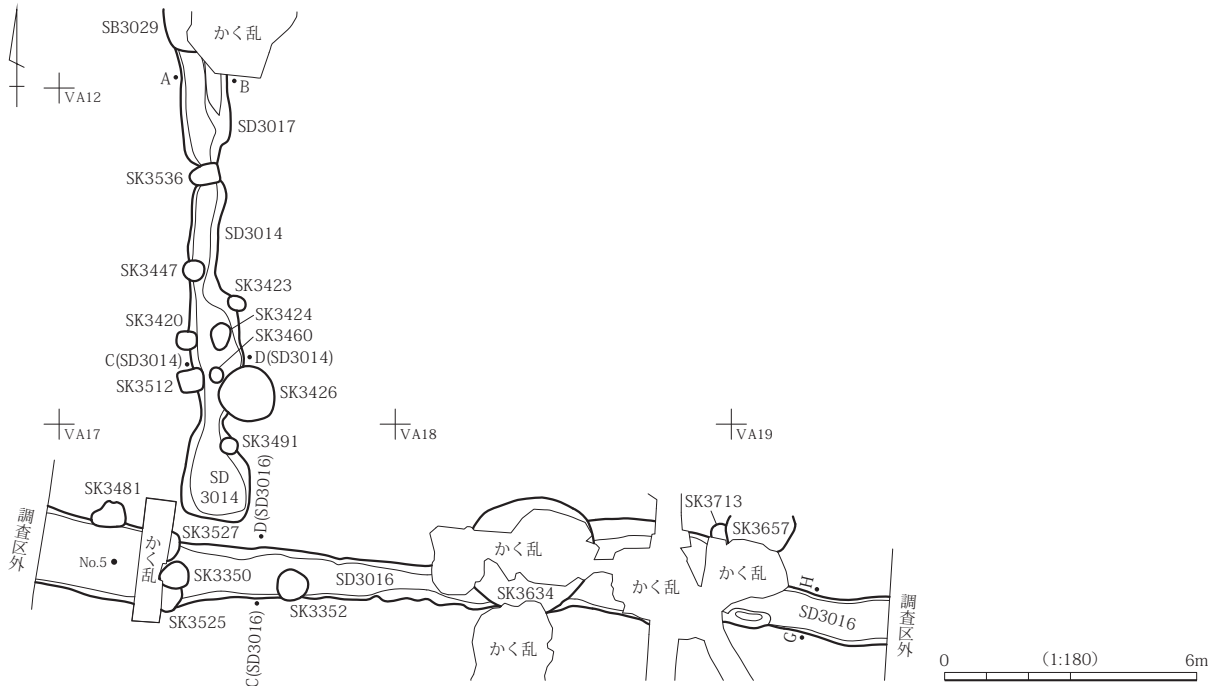 SB3029
かく乱
A
B
VA12
SD3017
SK3536
SD3014
SK3447
SK3423
SK3424
SK3420
SK3460
C(SD3014)
D(SD3014)
SK3512
SK3426
VA17
VA18
VA19
SK3491
SD
3014
D(SD3016)
SK3481
調査区外
かく乱
No.5
SK3527
SK3350
SK3352
SK3525
SD3016
C(SD3016)
かく乱
SK3634
かく乱
かく乱
SK3713
SK3657
かく乱
H
SD3016
G
調査区外
0
(1:180)
6m